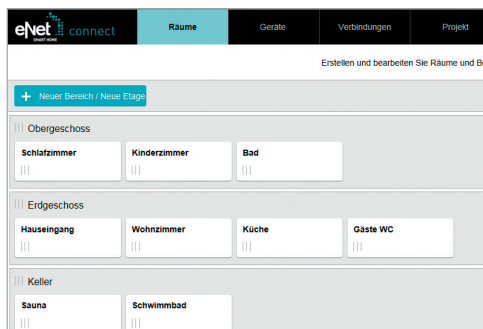 eNet connect
SMART HOME
Räume Geräte Verbindungen Projekt
Erstellen und bearbeiten Sie Räume und
+ Neuer Bereich / Neue Etage
Obergeschoss
Schlafzimmer Kinderzimmer Bad
Erdgeschoss
Hauseingang Wohnzimmer Küche Gäste WC
Keller
Sauna Schwimmbad